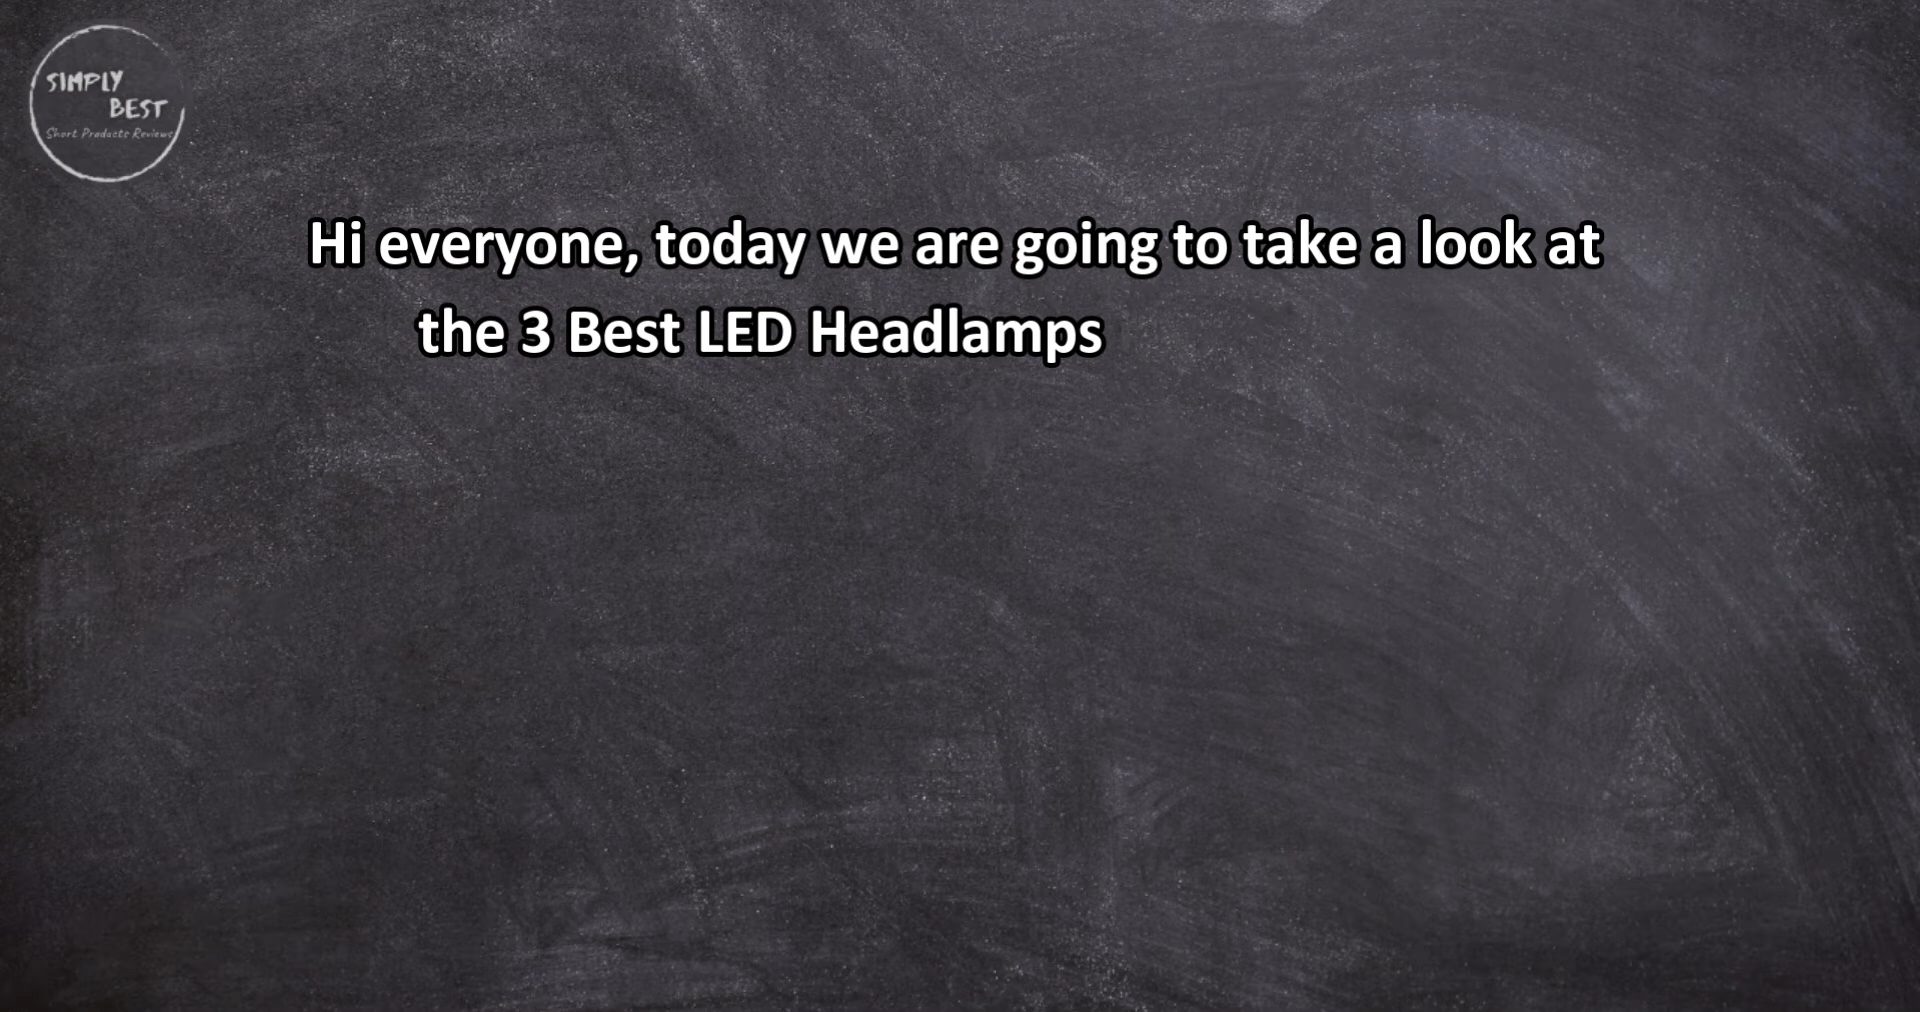 SIMPLY
BEST
Short Products Reviews
Hi everyone, today we are going to take a look at
the 3 Best LED Headlamps